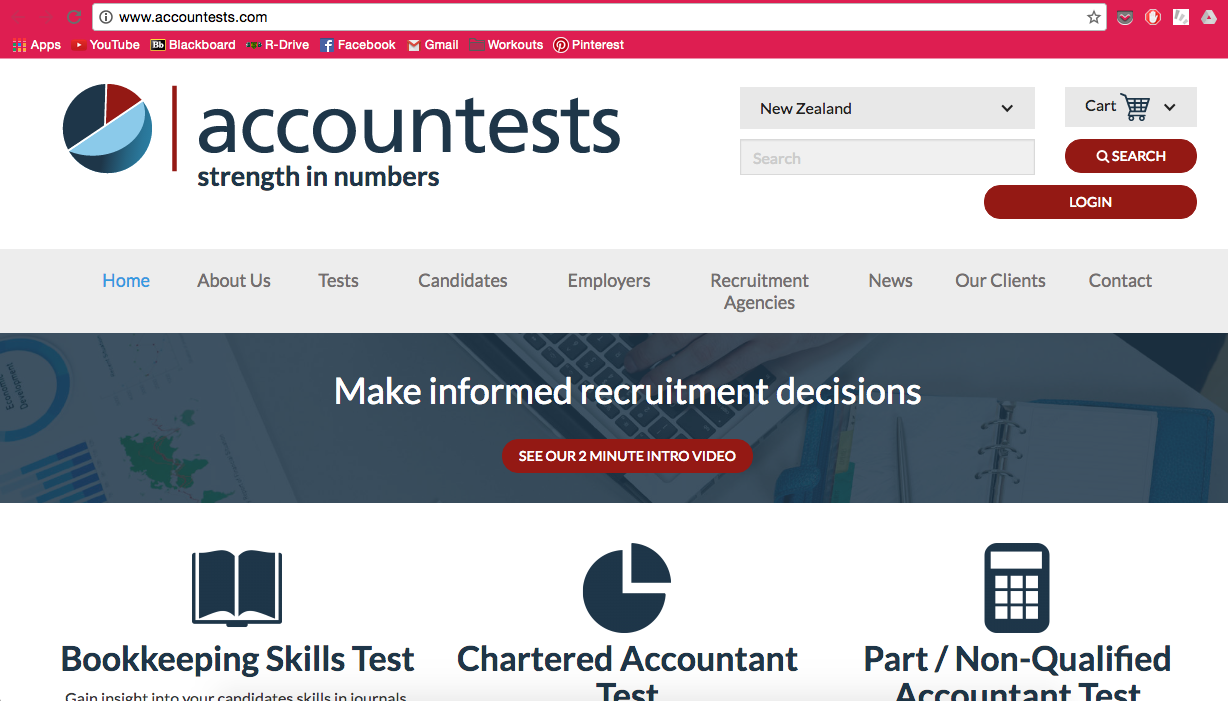 www.accountests.com
Apps YouTube Bb Blackboard R-Drive Facebook Gmail Workouts Pinterest
accountests
strength in numbers
New Zealand
Cart
Search
SEARCH
LOGIN
Home About Us Tests Candidates Employers Recruitment Agencies News Our Clients Contact
Make informed recruitment decisions
SEE OUR 2 MINUTE INTRO VIDEO
Bookkeeping Skills Test
Gain insight into your candidates skills in journals
Chartered Accountant
Test
Part / Non-Qualified
Accountant Test